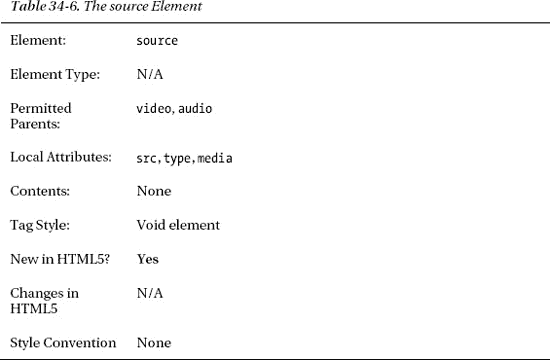 Table 34-6. The source Element
Element: source
Element Type: N/A
Permitted Parents: video, audio
Local Attributes: src,type,media
Contents: None
Tag Style: Void element
New in HTML5? Yes
Changes in HTML5 N/A
Style Convention None